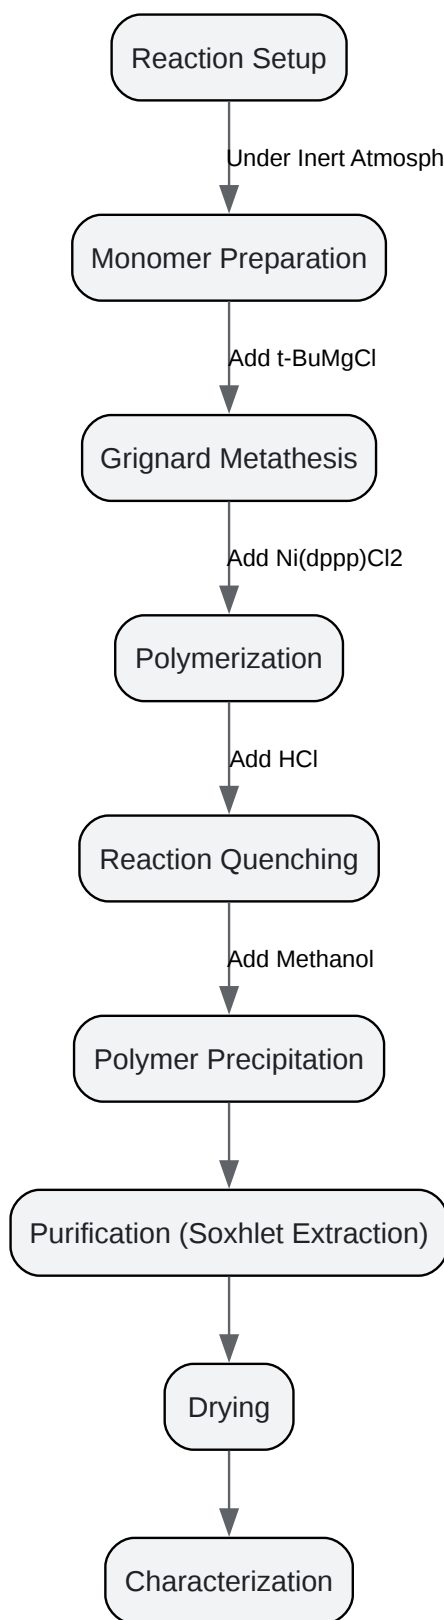 Reaction Setup
Under Inert Atmosph
Monomer Preparation
Add t-BuMgCl
Grignard Metathesis
Add Ni(dppp)Cl2
Polymerization
Add HCl
Reaction Quenching
Add Methanol
Polymer Precipitation
Purification (Soxhlet Extraction)
Drying
Characterization